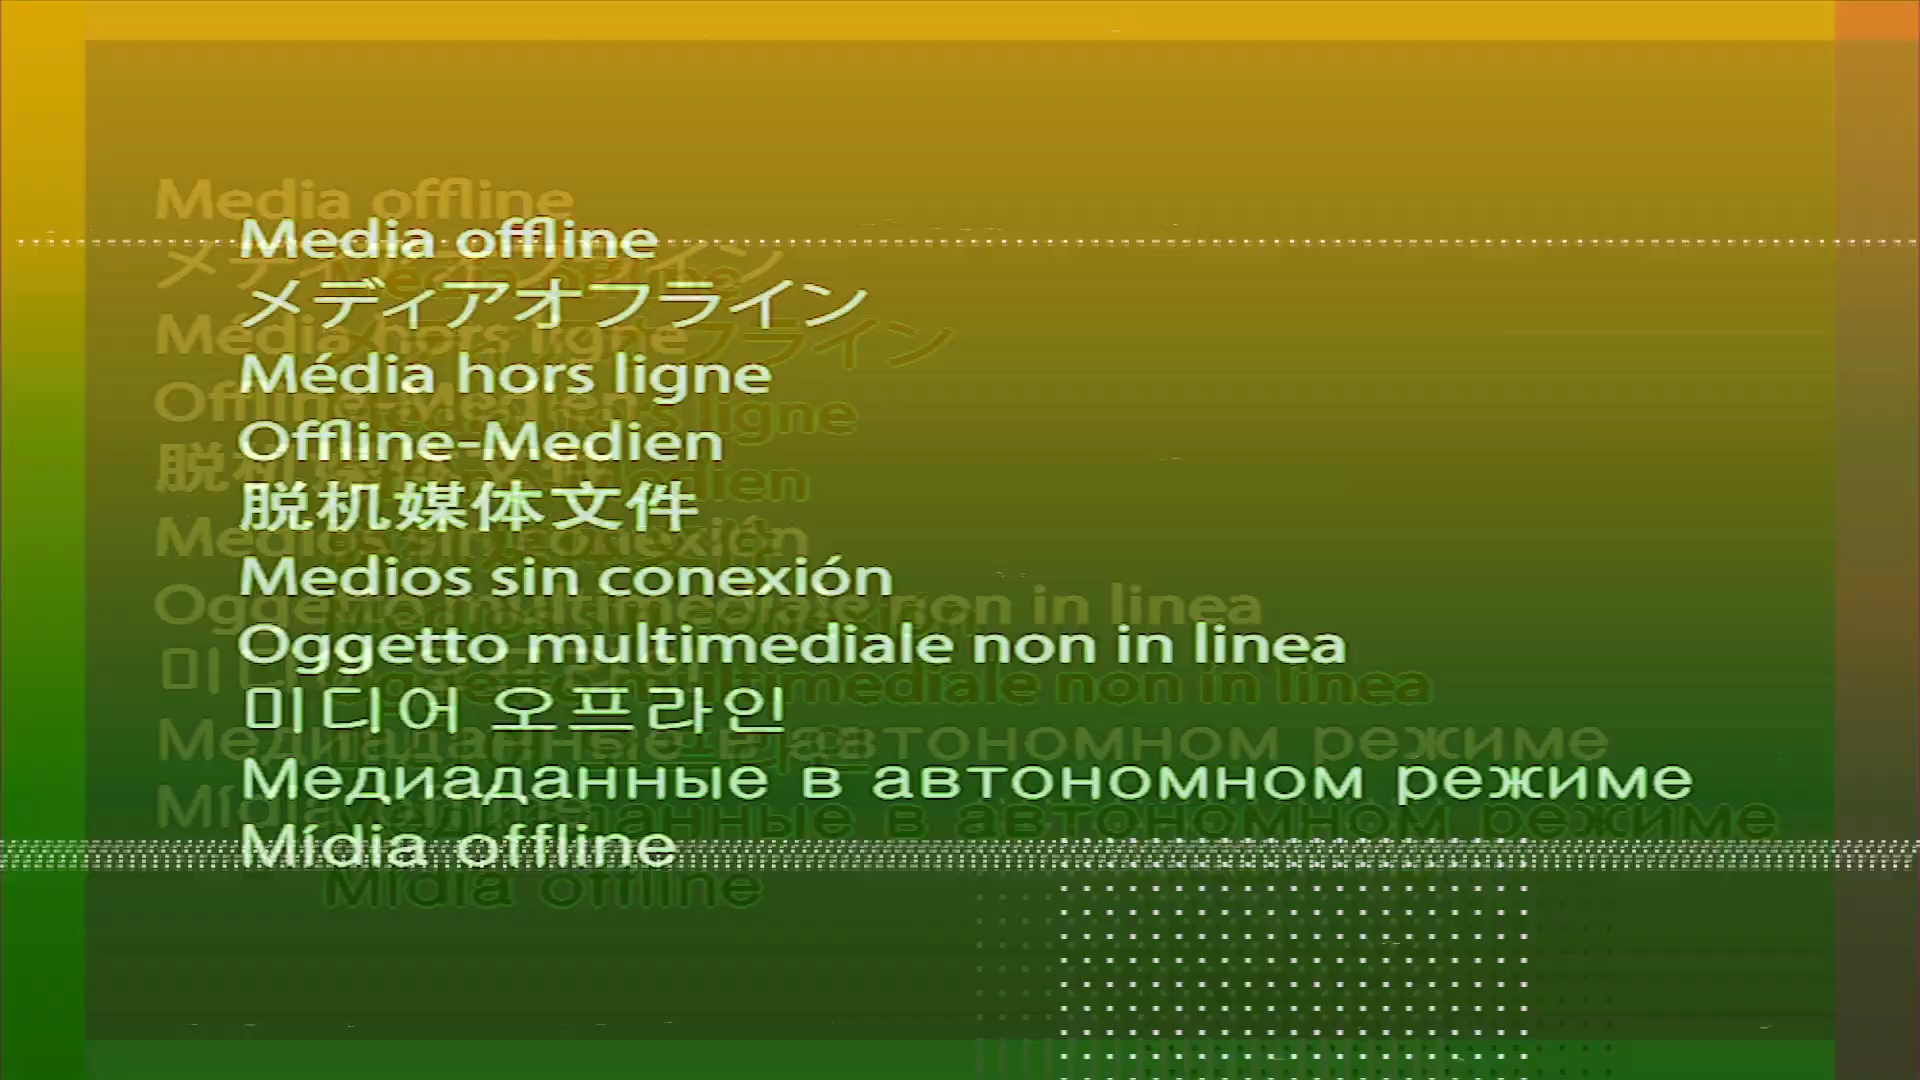 Media offline
メディアオフライン
Média hors ligne
Offline-Medien
脱机媒体文件
Medios sin conexión
Oggetto multimediale non in linea
미디어 오프라인
Медиаданные в автономном режиме
Mídia offline